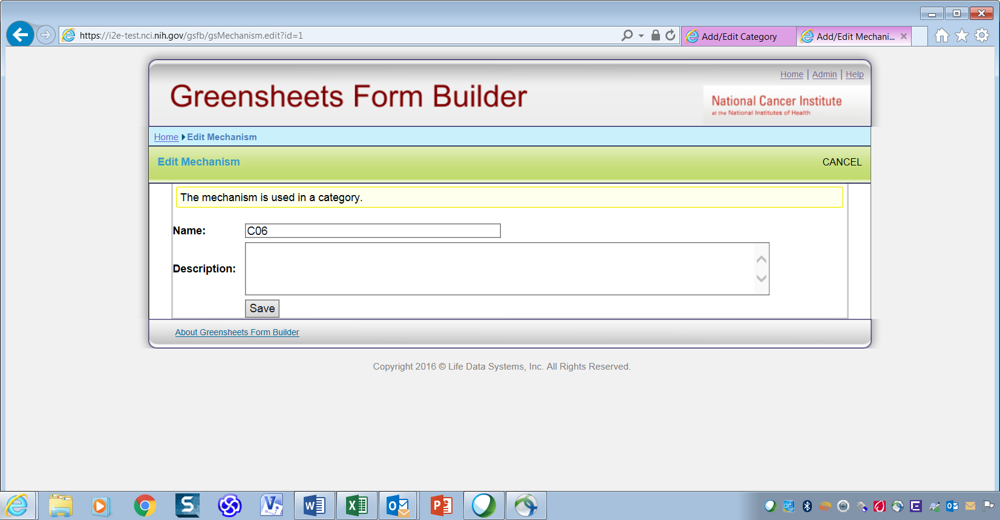 https://i2e-test.nci.nih.gov/gsfb/gsMechanism.edit?id=1
Add/Edit Category
Add/Edit Mechani...
Home | Admin | Help
Greensheets Form Builder
National Cancer Institute
at the National Institutes of Health
Home Edit Mechanism
Edit Mechanism
CANCEL
The mechanism is used in a category.
Name: C06
Description:
Save
About Greensheets Form Builder
Copyright 2016 © Life Data Systems, Inc. All Rights Reserved.